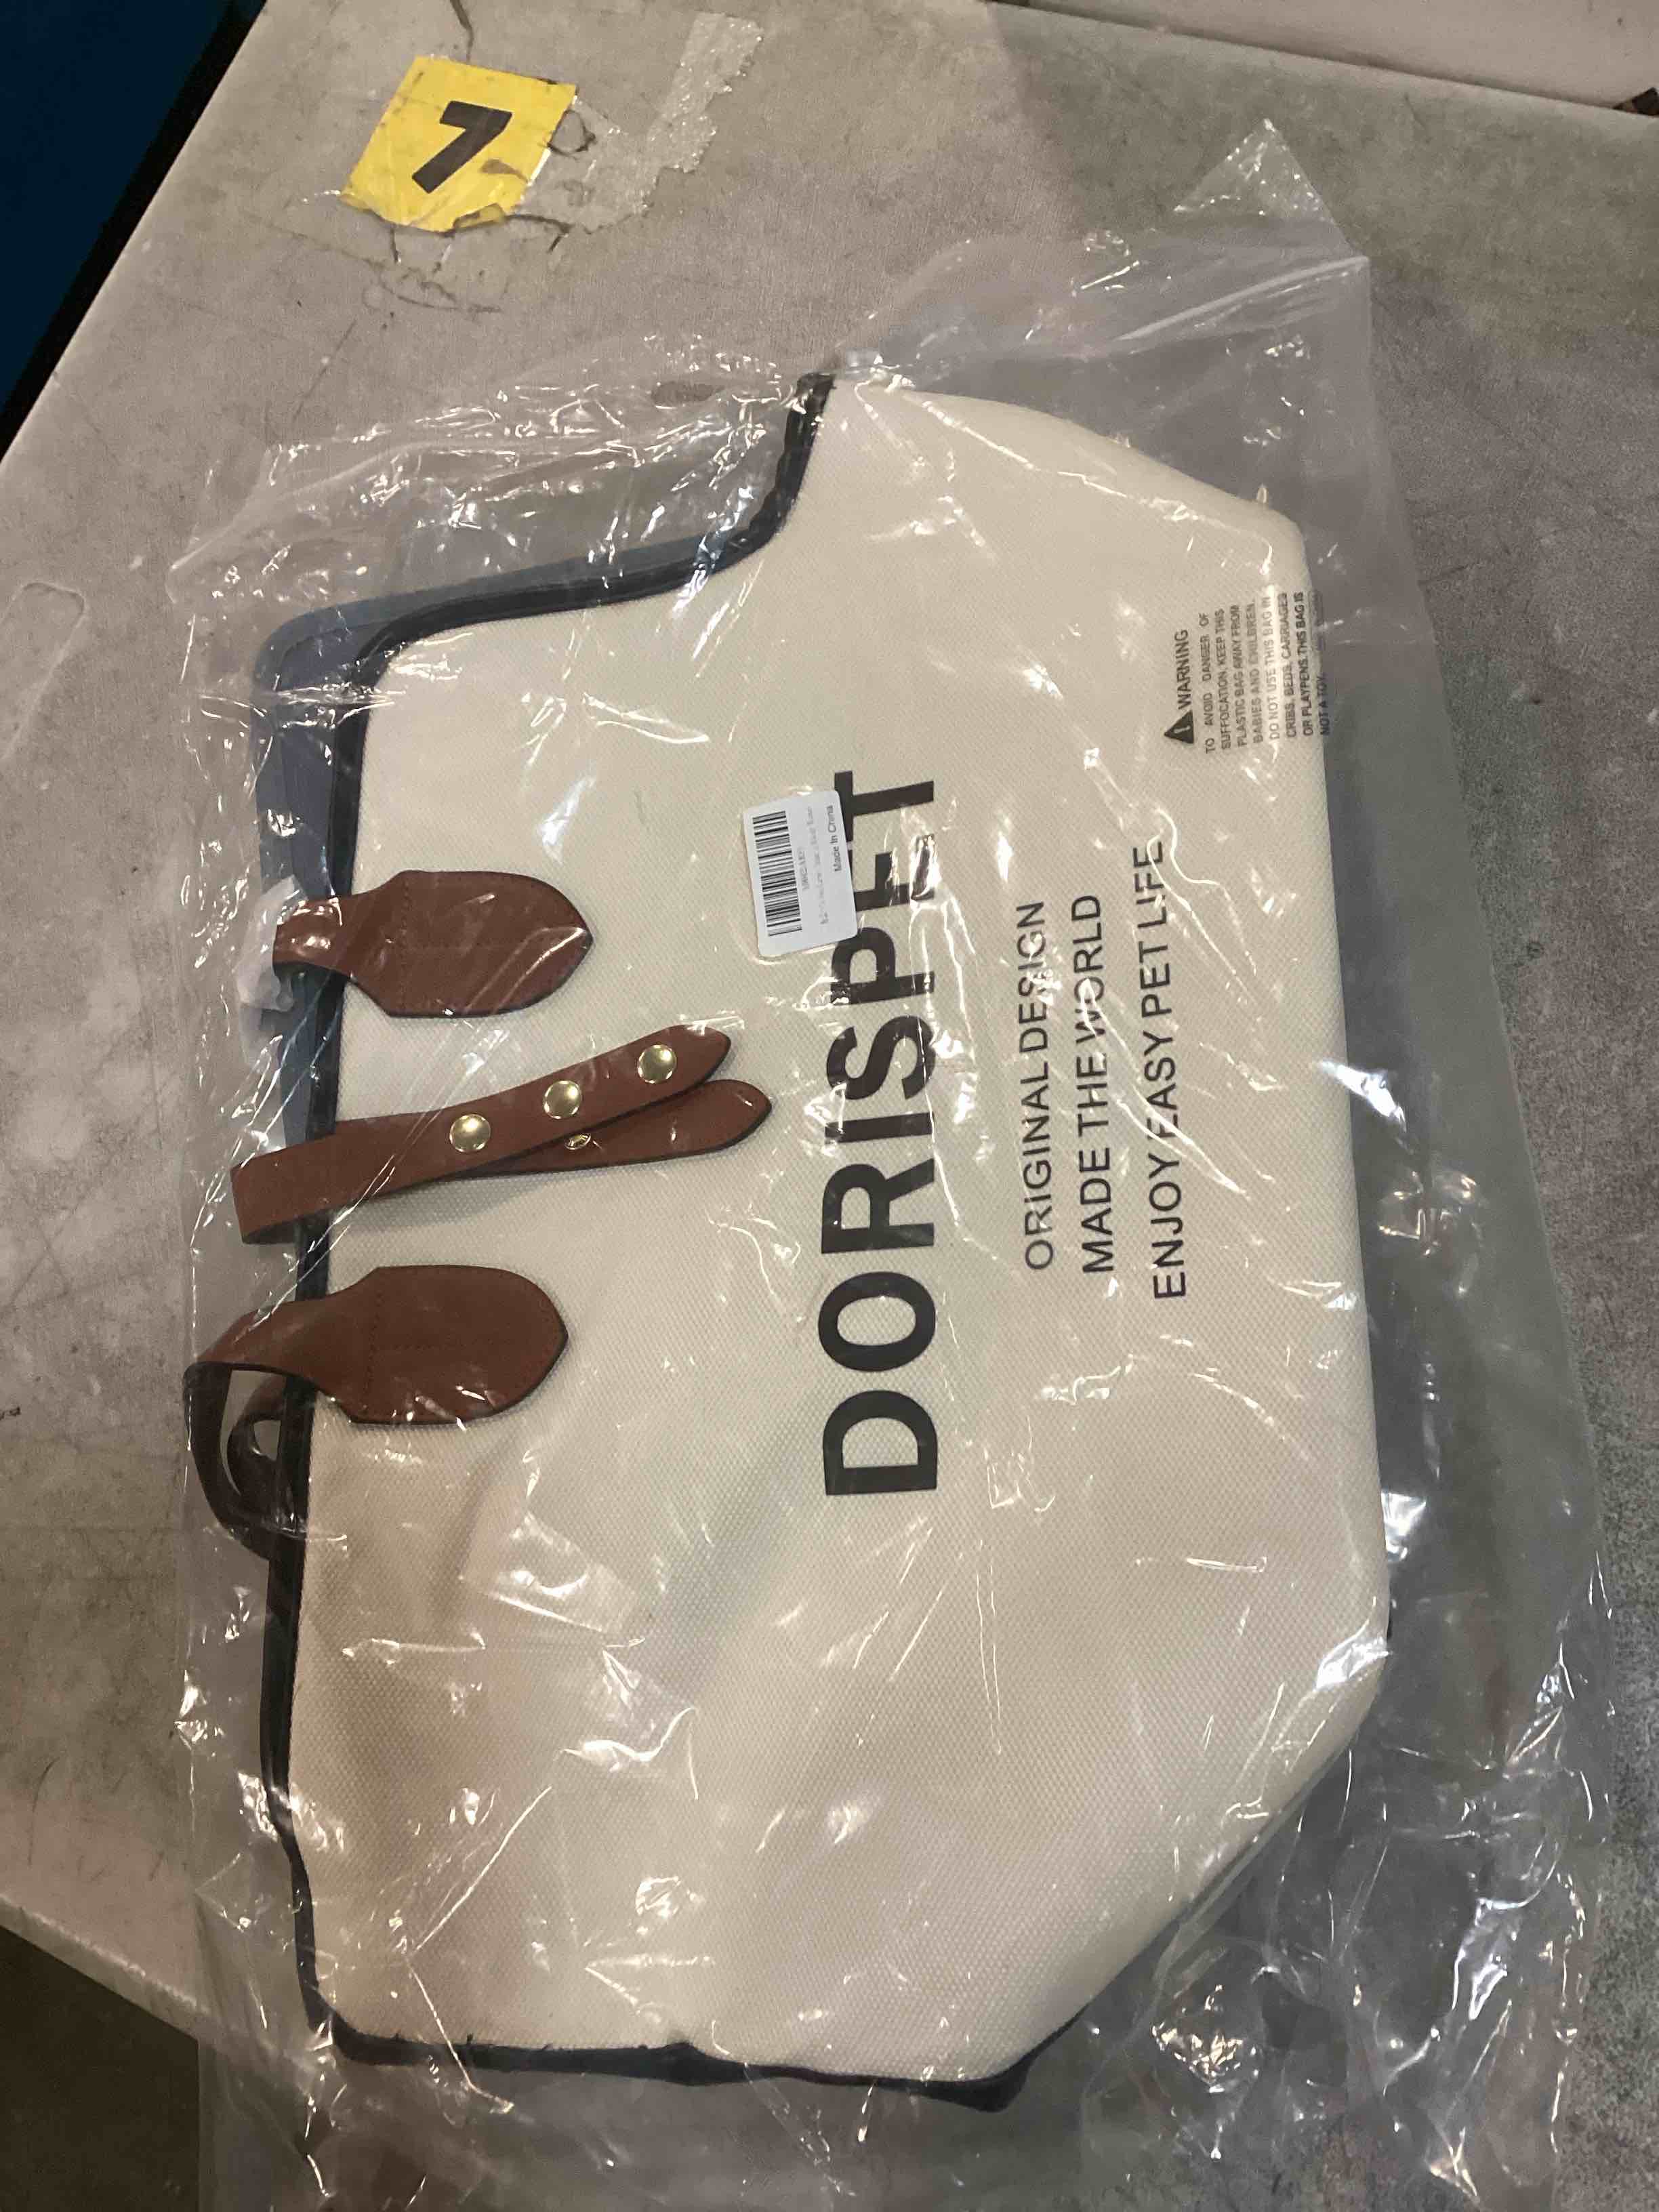 7
DORISPET
ORIGINAL DESIGN
MADE THE WORLD
ENJOY EASY PET LIFE
Made In China
WARNING
TO AVOID DANGER OF
SUFFOCATION, KEEP THIS
PLASTIC BAG AWAY FROM
BABIES AND CHILDREN.
DO NOT USE THIS BAG IN
CRIBS, BEDS, CARRIAGES
OR PLAYPENS.THIS BAG IS
NOT A TOY.